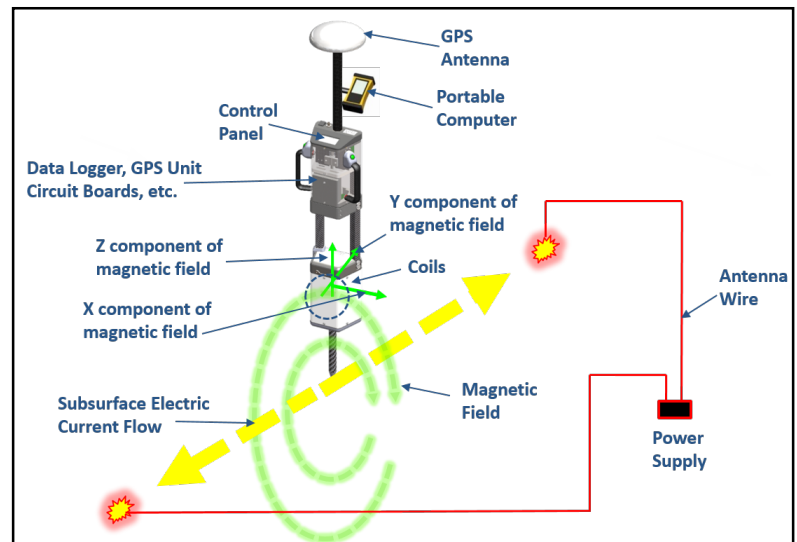 GPS
Antenna
Portable
Computer
Control
Panel
Data Logger, GPS Unit
Circuit Boards, etc.
Y component of
magnetic field
Z component of
magnetic field
Coils
Antenna
Wire
X component of
magnetic field
Magnetic
Field
Subsurface Electric
Current Flow
Power
Supply